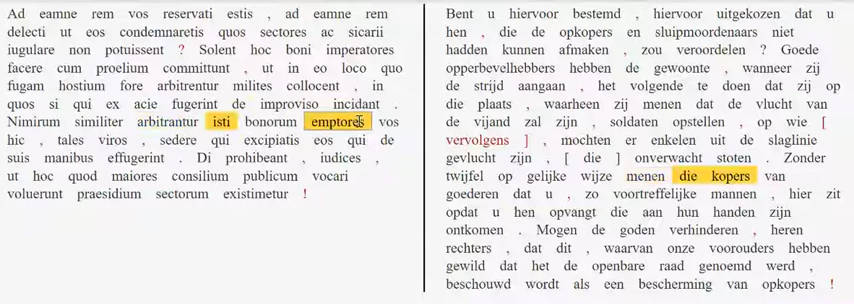 Ad eamne rem vos reservati estis , ad eamne rem
delecti ut eos condemnaretis quos sectores ac sicarii
iugulare non potuissent ? Solent hoc boni imperatores
facere cum proelium committunt , ut in eo loco quo
fugam hostium fore arbitrentur milites collocent , in
quos si qui ex acie fugerint de improviso incidant .
Nimirum similiter arbitrantur isti bonorum emptores vos
hic , tales viros , sedere qui excipiatis eos qui de
suis manibus effugerint . Di prohibeant , iudices ,
ut hoc quod maiores consilium publicum vocari
voluerunt praesidium sectorum existimetur !
Bent u hiervoor bestemd , hiervoor uitgekozen dat u
hen , die de opkopers en sluipmoordenaars niet
hadden kunnen afmaken , zou veroordelen ? Goede
opperbevelhebbers hebben de gewoonte , wanneer zij
de strijd aangaan , het volgende te doen dat zij op
die plaats , waarheen zij menen dat de vlucht van
de vijand zal zijn , soldaten opstellen , op wie [
vervolgens ] , mochten er enkelen uit de slaglinie
gevlucht zijn , [ die ] onverwacht stoten . Zonder
twijfel op gelijke wijze menen die kopers van
goederen dat u , zo voortreffelijke mannen , hier zit
opdat u hen opvangt die aan hun handen zijn
ontkomen . Mogen de goden verhinderen , heren
rechters , dat dit , waarvan onze voorouders hebben
gewild dat het de openbare raad genoemd werd ,
beschouwd wordt als een bescherming van opkopers !